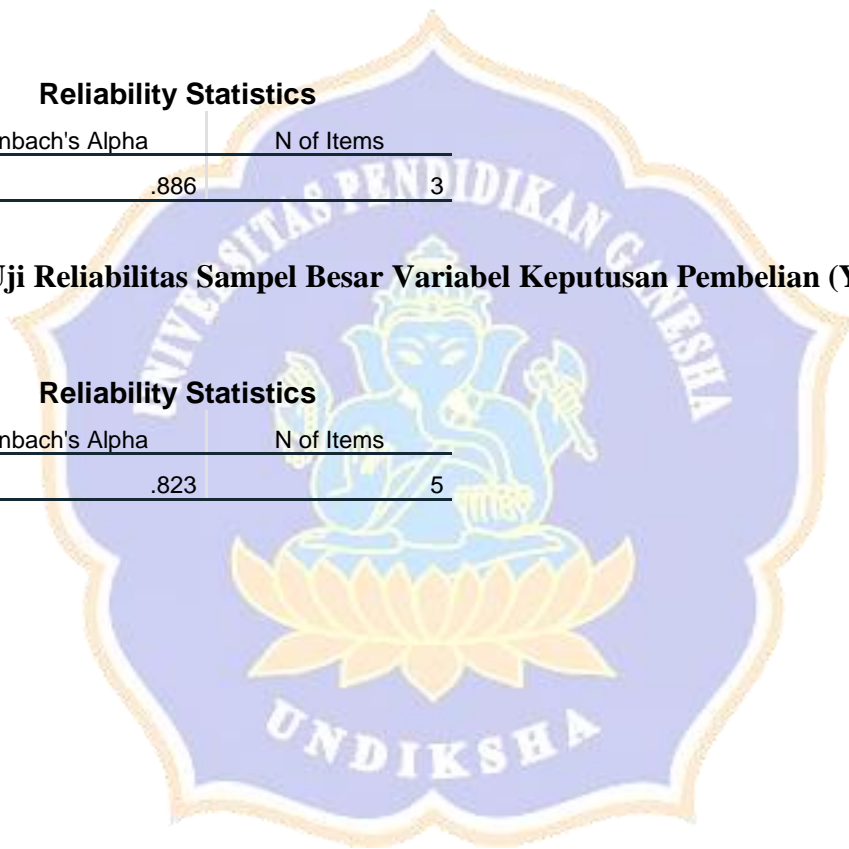 Reliability Statistics
nbach's Alpha N of Items
.886 3
UNIVERSITAS PENDIDIKAN GANESHA
Uji Reliabilitas Sampel Besar Variabel Keputusan Pembelian (Y
Reliability Statistics
nbach's Alpha N of Items
.823 5
UNDIKSHA